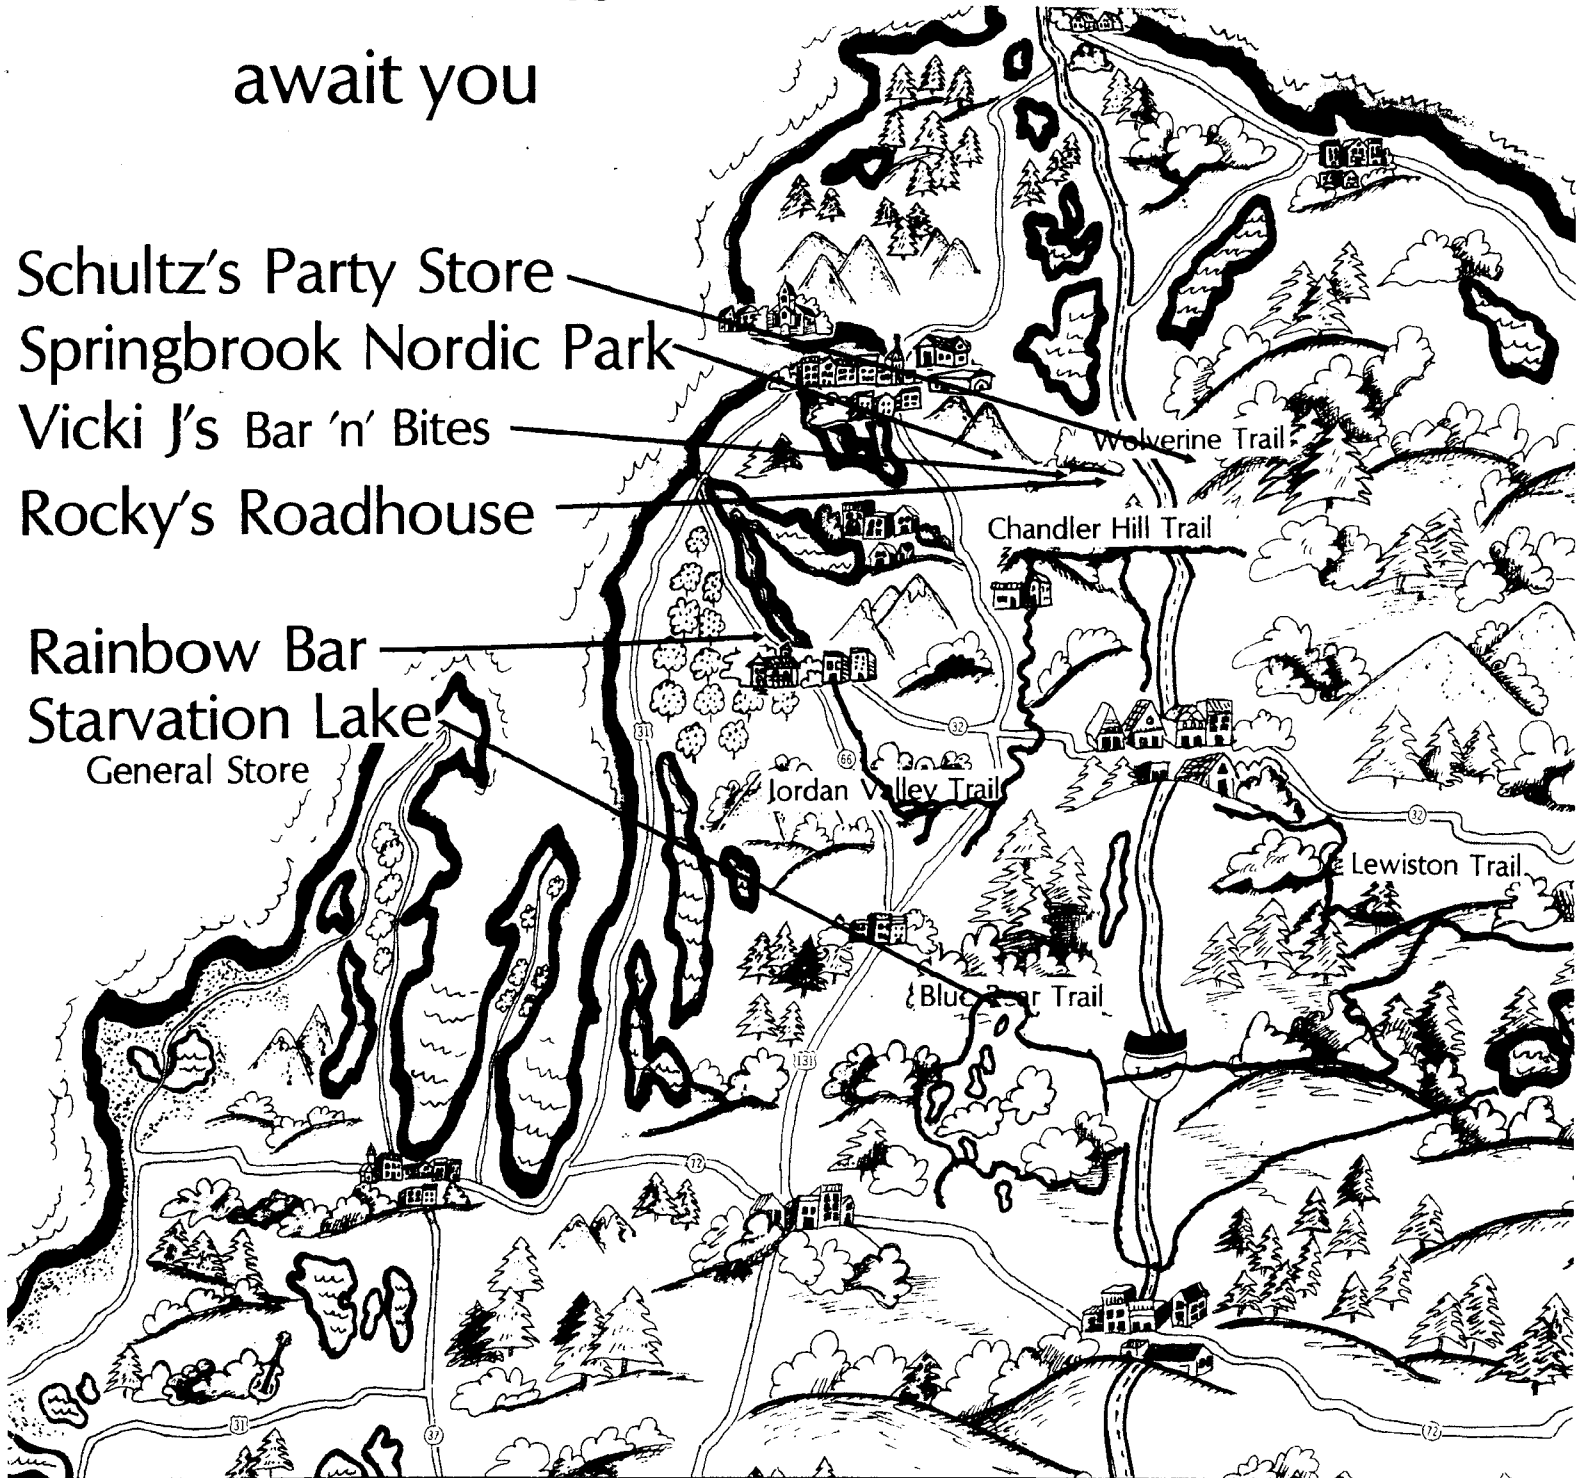 await you
Schultz's Party Store
Springbrook Nordic Park
Vicki J's Bar 'n' Bites
Rocky's Roadhouse
Rainbow Bar
Starvation Lake
General Store
Wolverine Trail
Chandler Hill Trail
31
32
66
Jordan Valley Trail
32
Lewiston Trail
Blue Bear Trail
131
72
31
37
72